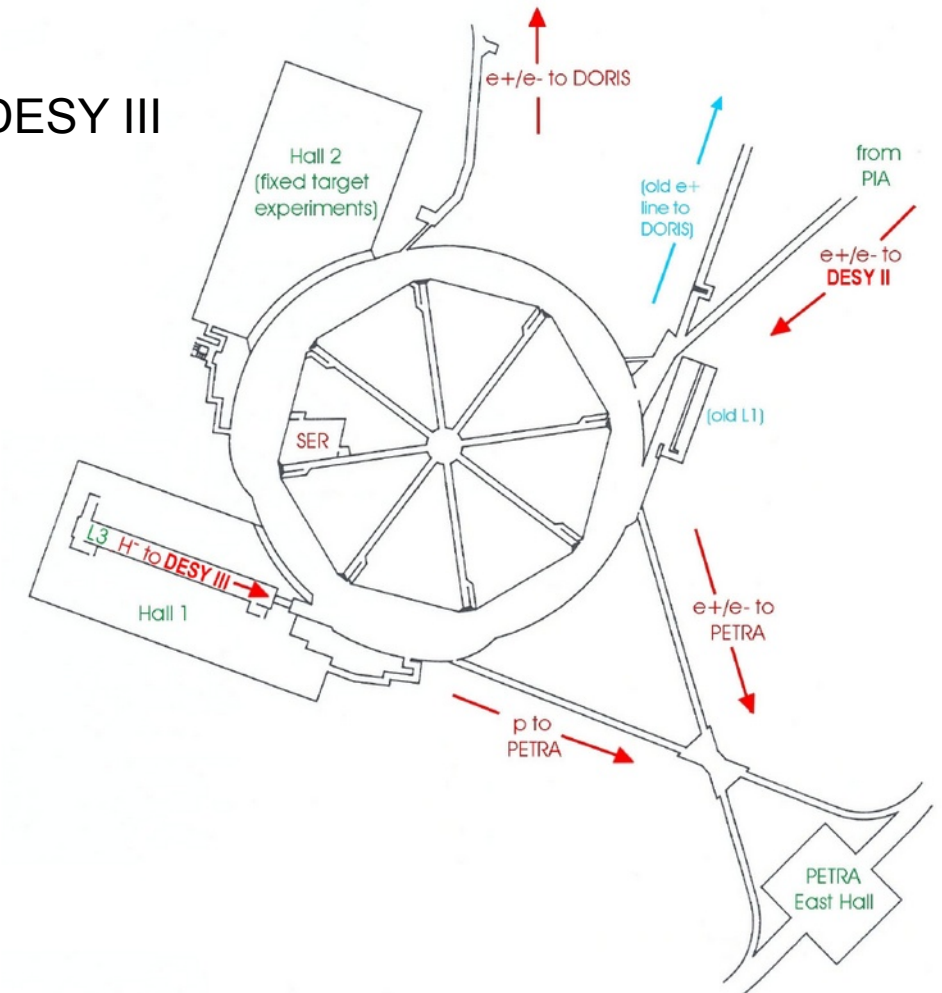 DESY III
e+/e- to DORIS
Hall 2
(fixed target
experiments)
(old e+
line to
DORIS)
from
PIA
e+/e- to
DESY II
(old L1)
SER
L3 H⁻ to DESY III
Hall 1
e+/e- to
PETRA
p to
PETRA
PETRA
East Hall